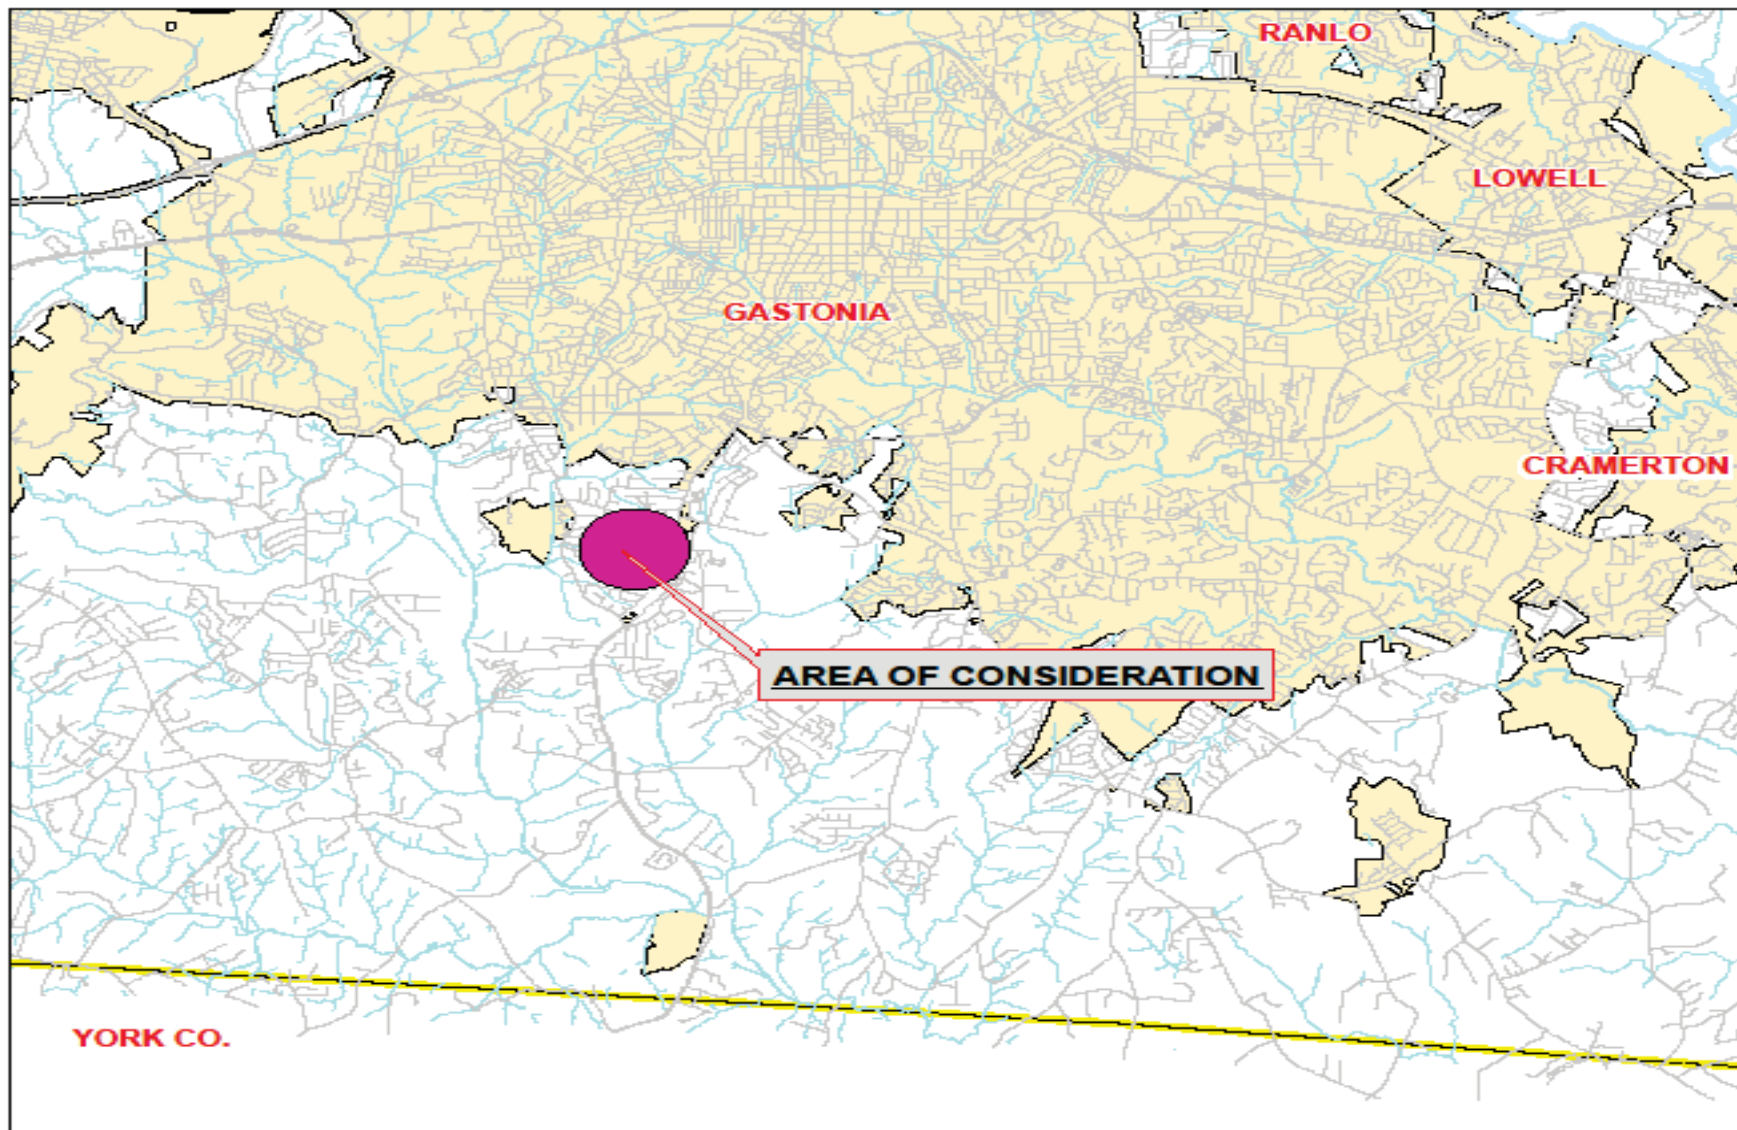 RANLO
LOWELL
GASTONIA
CRAMERTON
AREA OF CONSIDERATION
YORK CO.